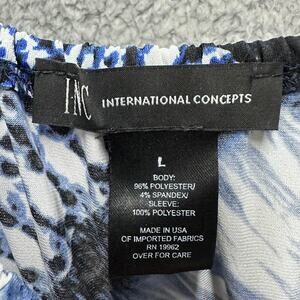 INC INTERNATIONAL CONCEPTS
L
BODY:
96% POLYESTER/
4% SPANDEX/
SLEEVE:
100% POLYESTER
MADE IN USA
OF IMPORTED FABRICS
RN 19962
OVER FOR CARE